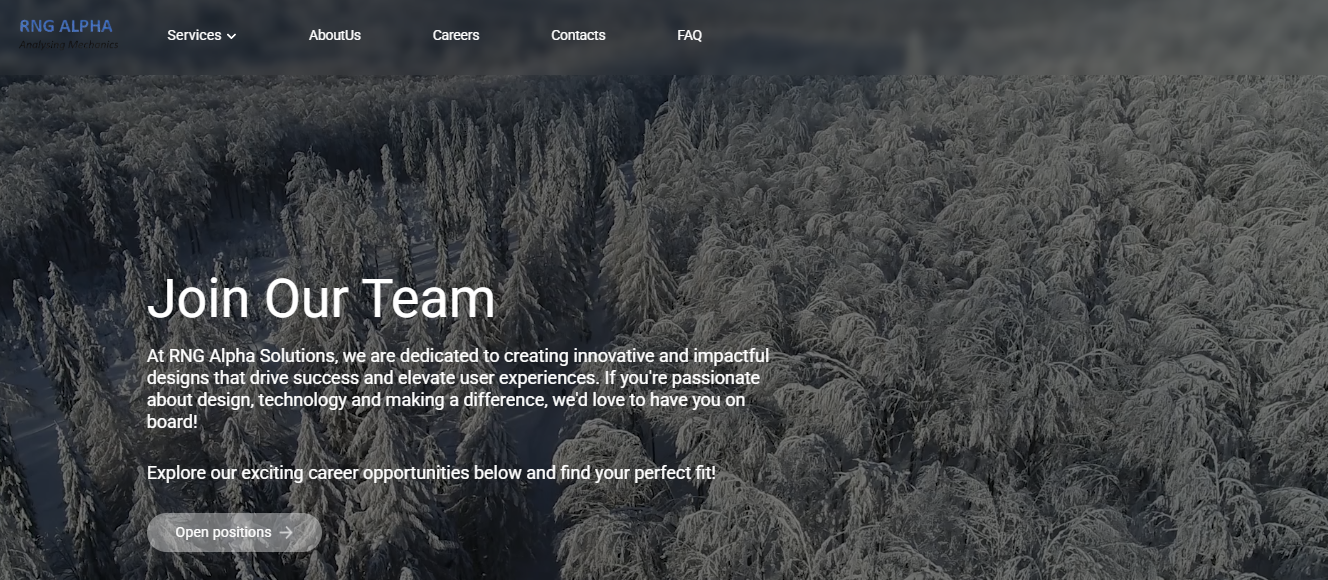 RNG ALPHA
Analysing Mechanics
Services
AboutUs
Careers
Contacts
FAQ
Join Our Team
At RNG Alpha Solutions, we are dedicated to creating innovative and impactful
designs that drive success and elevate user experiences. If you're passionate
about design, technology and making a difference, we'd love to have you on
board!
Explore our exciting career opportunities below and find your perfect fit!
Open positions